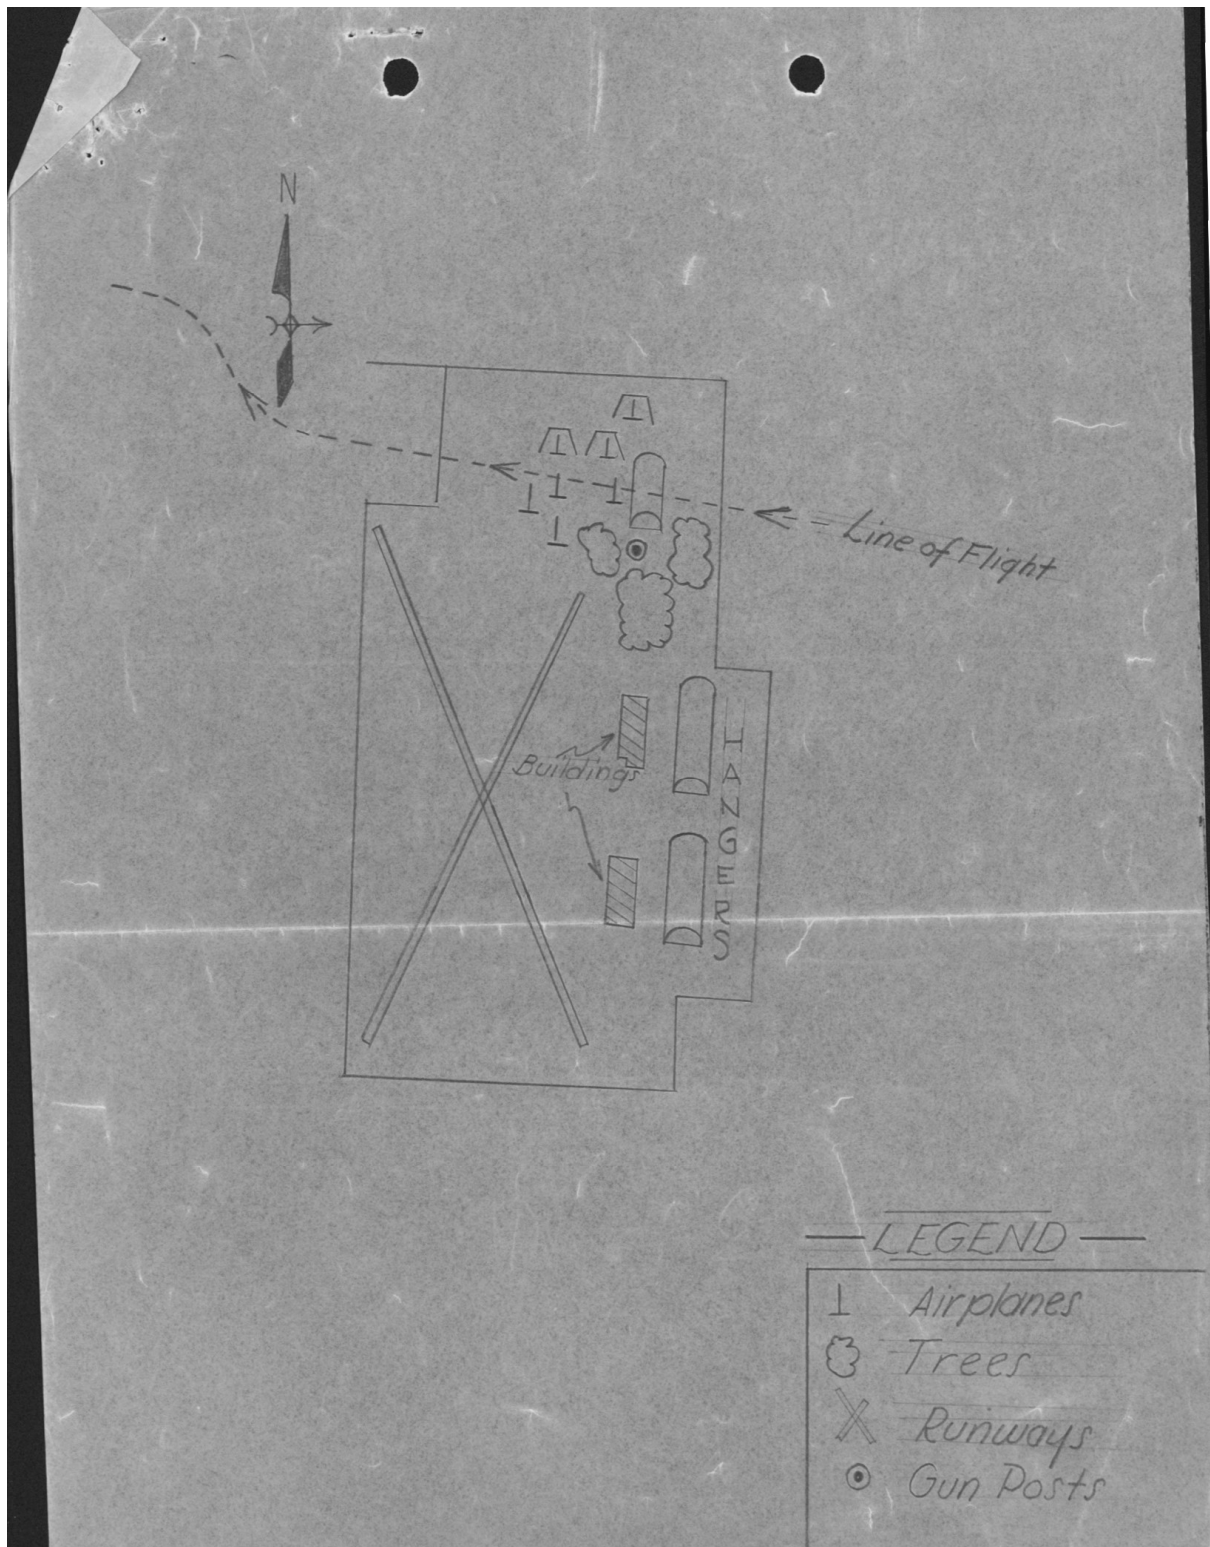 N
Line of Flight
Buildings
HANGERS
LEGEND
Airplanes
Trees
Runways
Gun Posts